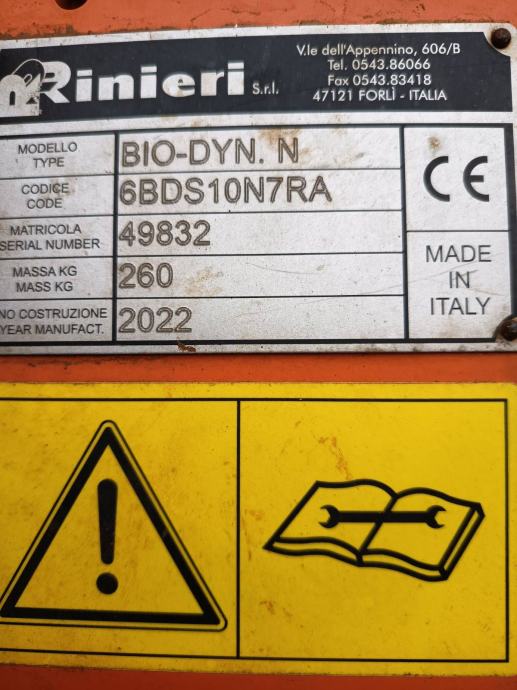 Rinieri S.r.l.
V.le dell'Appennino, 606/B
Tel. 0543.86066
Fax 0543.83418
47121 FORLÌ - ITALIA
MODELLO
TYPE
BIO-DYN. N
CODICE
CODE
6BDS10N7RA
MATRICOLA
SERIAL NUMBER
49832
MASSA KG
MASS KG
260
NO COSTRUZIONE
YEAR MANUFACT.
2022
CE
MADE
IN
ITALY